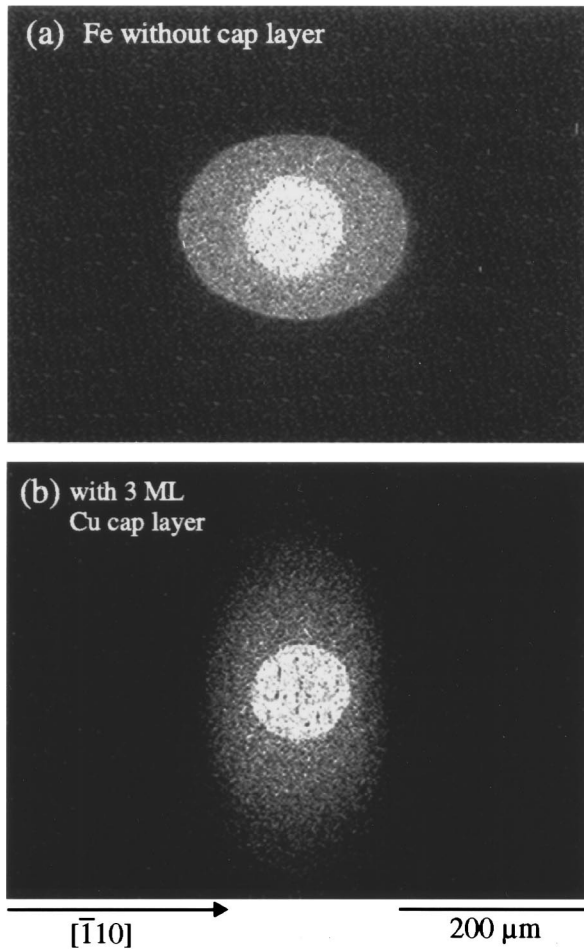 (a) Fe without cap layer
(b) with 3 ML
Cu cap layer
[1̄10]
200 µm